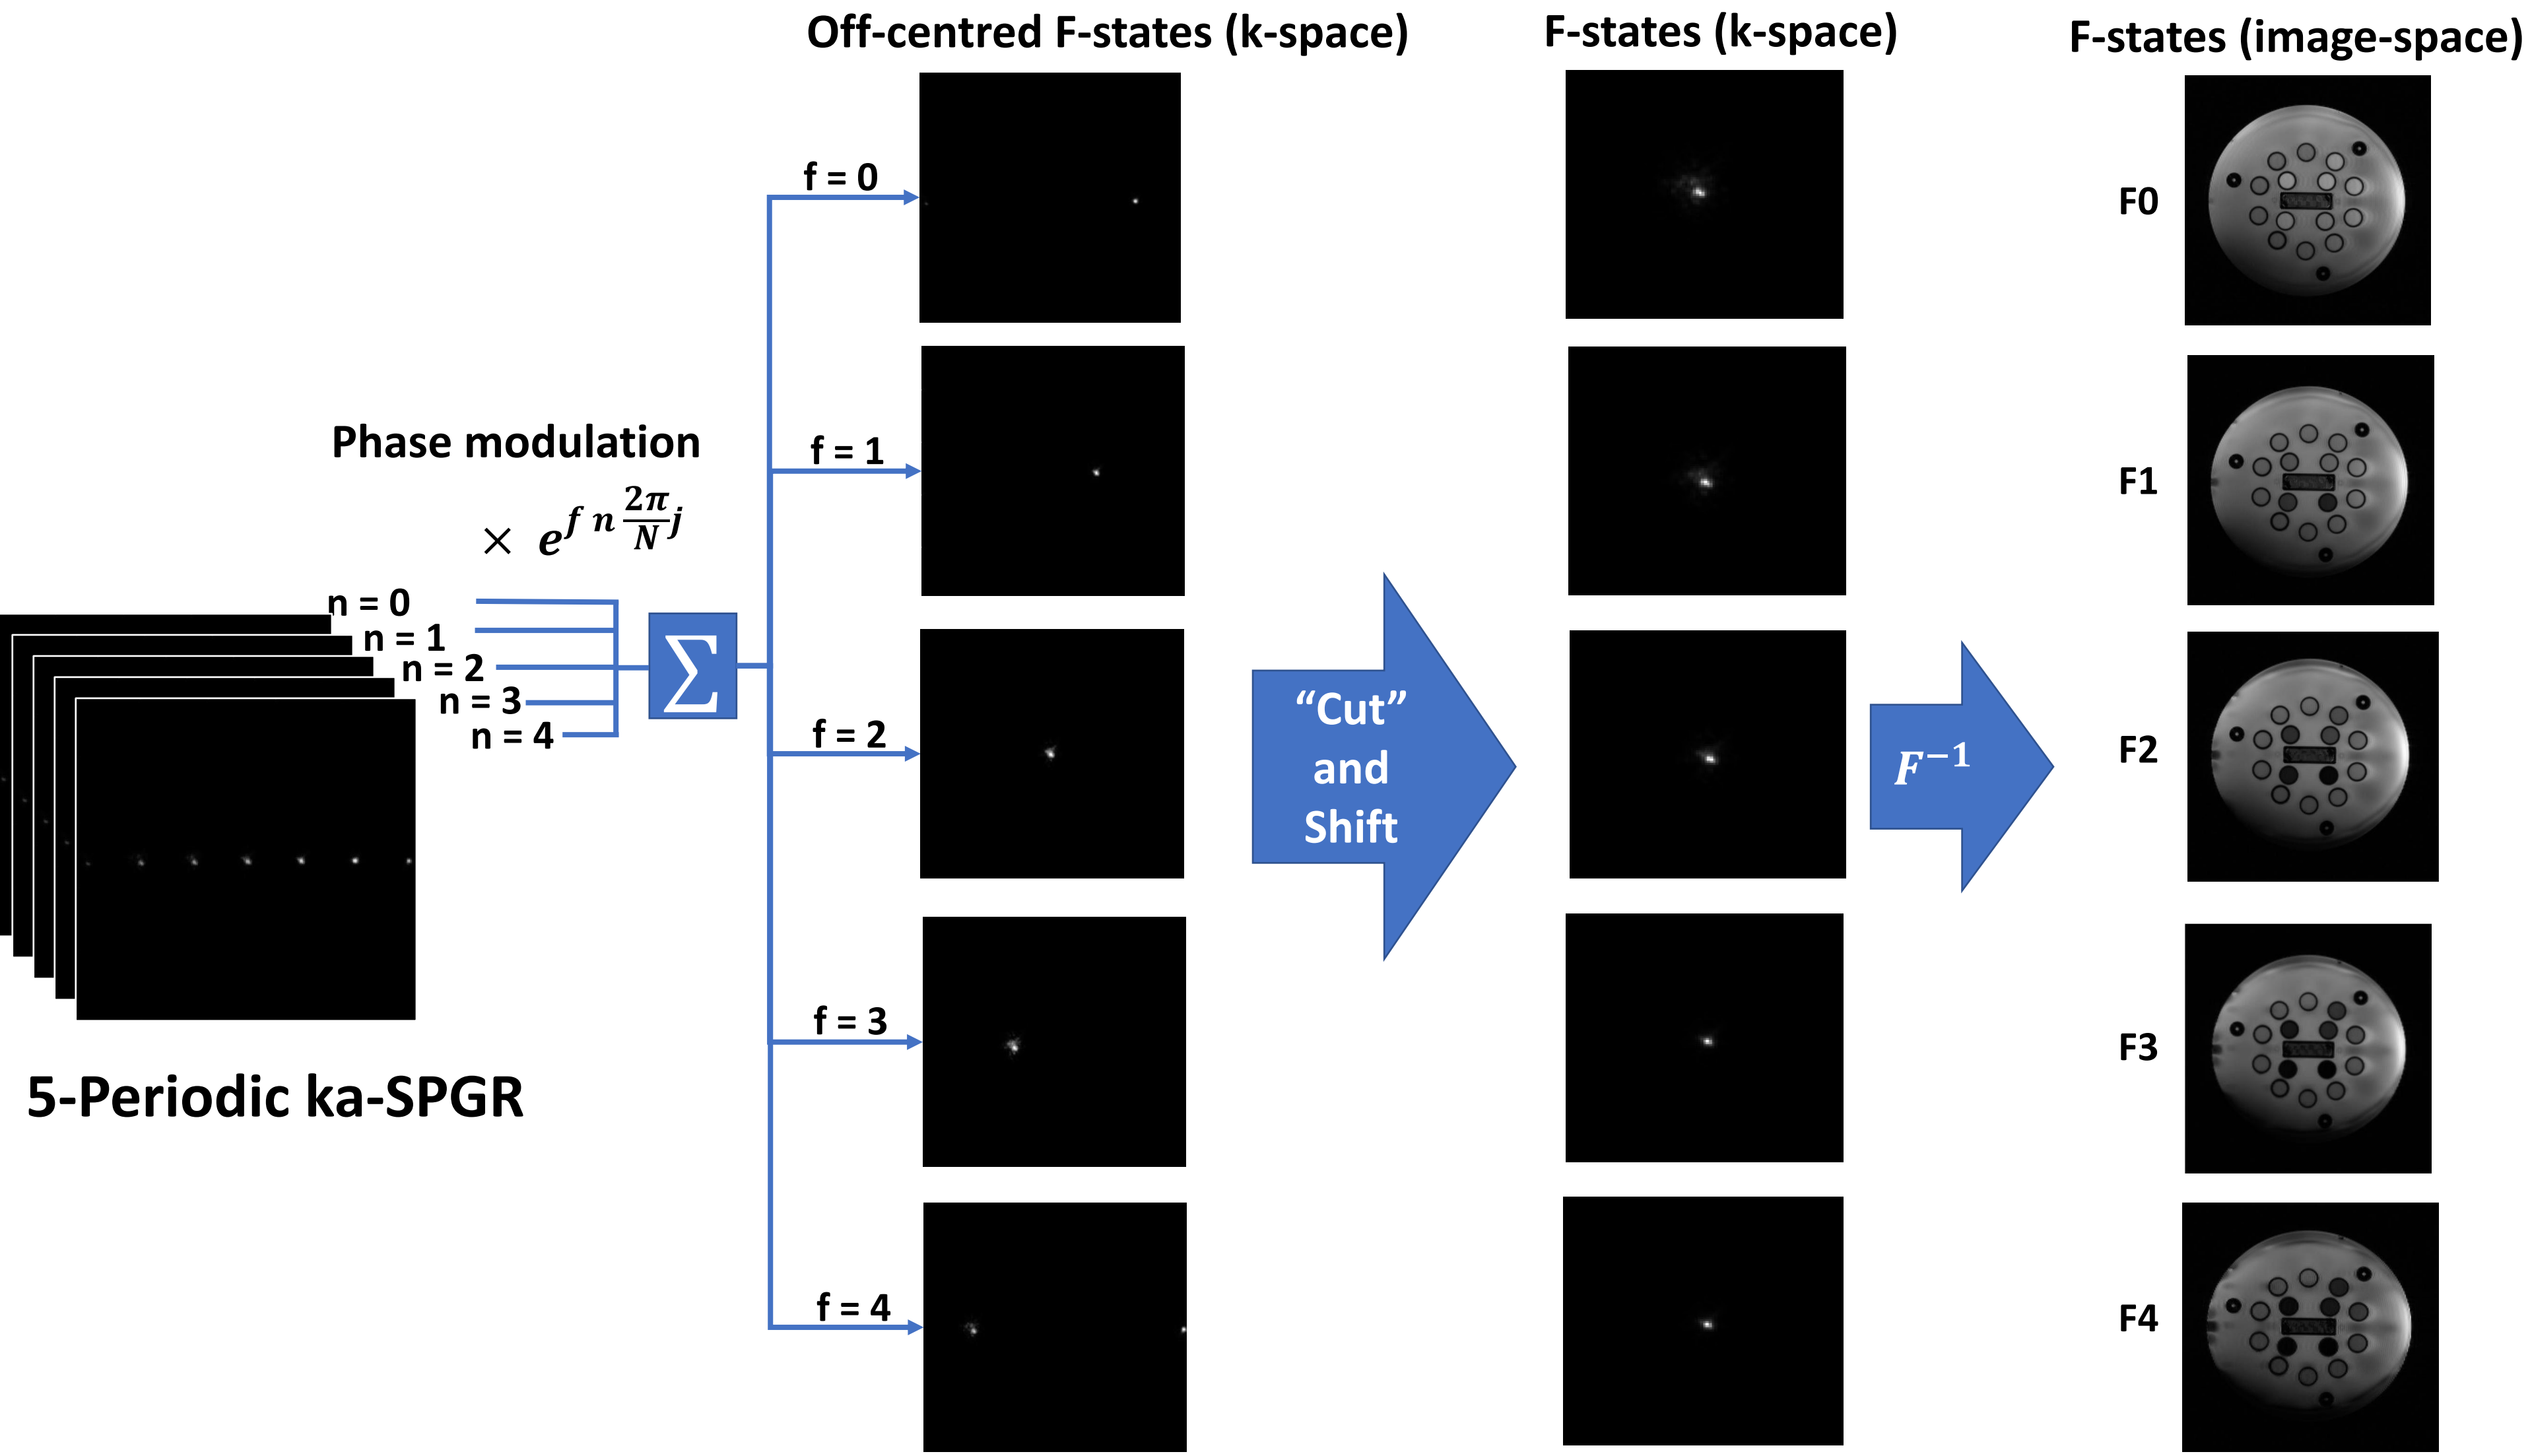 Off-centred F-states (k-space)
F-states (k-space)
F-states (image-space)
f = 0
f = 1
f = 2
f = 3
f = 4
Phase modulation
× e^{f n \frac{2π}{N} j}
n = 0
n = 1
n = 2
n = 3
n = 4
∑
5-Periodic ka-SPGR
“Cut”
and
Shift
F⁻¹
F0
F1
F2
F3
F4